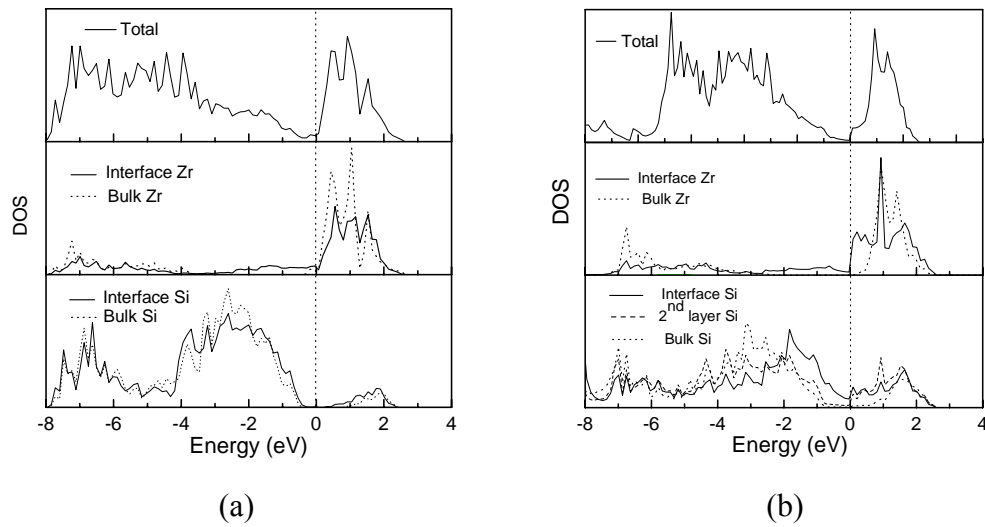 Total
Interface Zr
Bulk Zr
Interface Si
Bulk Si
DOS
-8 -6 -4 -2 0 2 4
Energy (eV)
(a)
Total
Interface Zr
Bulk Zr
Interface Si
2nd layer Si
Bulk Si
DOS
-8 -6 -4 -2 0 2 4
Energy (eV)
(b)